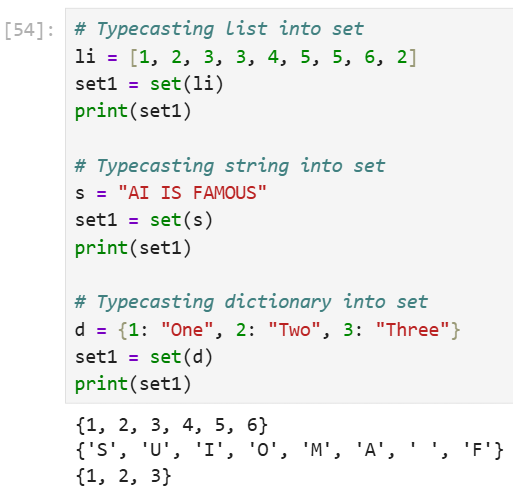 [54]: # Typecasting list into set
li = [1, 2, 3, 3, 4, 5, 5, 6, 2]
set1 = set(li)
print(set1)
# Typecasting string into set
s = "AI IS FAMOUS"
set1 = set(s)
print(set1)
# Typecasting dictionary into set
d = {1: "One", 2: "Two", 3: "Three"}
set1 = set(d)
print(set1)
{1, 2, 3, 4, 5, 6}
{'S', 'U', 'I', 'O', 'M', 'A', ' ', 'F'}
{1, 2, 3}